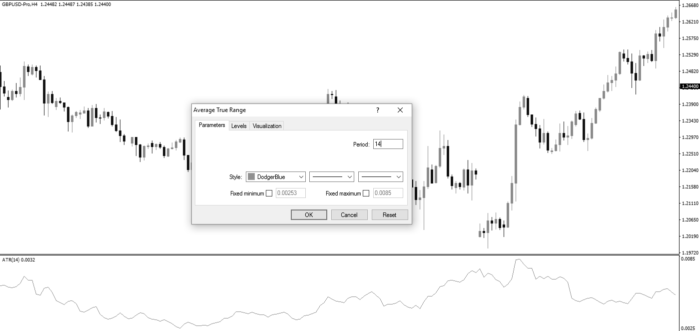 GBPUSD-Pro,H4 1.24482 1.24487 1.24385 1.24400
1.26680
1.26210
1.25750
1.25290
1.24820
1.24400
1.23910
1.23440
1.22970
1.22510
1.22040
1.21580
1.21120
1.20650
1.20190
1.19720
Average True Range
? ×
Parameters Levels Visualization
Period: 14
Style: DodgerBlue
Fixed minimum 0.00253 Fixed maximum 0.0085
OK Cancel Reset
ATR(14) 0.0032
0.0085
0.0025